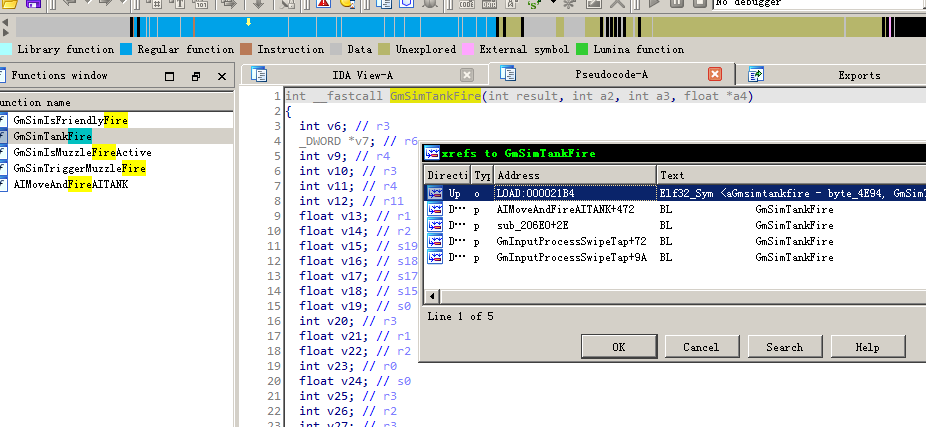 No debugger
Library function Regular function Instruction Data Unexplored External symbol Lumina function
Functions window
IDA View-A
Pseudocode-A
Exports
unction name
GmSimIsFriendlyFire
GmSimTankFire
GmSimIsMuzzleFireActive
GmSimTriggerMuzzleFire
AIMoveAndFireAITANK
1 int __fastcall GmSimTankFire(int result, int a2, int a3, float *a4)
2 {
3 int v6; // r3
4 _DWORD *v7; // r6
5 int v9; // r4
6 int v10; // r3
7 int v11; // r4
8 int v12; // r11
9 float v13; // r1
10 float v14; // r2
11 float v15; // s19
12 float v16; // s18
13 float v17; // s17
14 float v18; // s15
15 float v19; // s0
16 int v20; // r3
17 float v21; // r1
18 float v22; // r2
19 int v23; // r0
20 float v24; // s0
21 int v25; // r3
22 int v26; // r2
23 int v27; // r3
xrefs to GmSimTankFire
Directi Typ Address Text
Up o LOAD:000021B4 Elf32_Sym <aGmsimtankfire - byte_4E94, GmSimT
D··· p AIMoveAndFireAITANK+472 BL GmSimTankFire
D··· p sub_206E0+2E BL GmSimTankFire
D··· p GmInputProcessSwipeTap+72 BL GmSimTankFire
D··· p GmInputProcessSwipeTap+9A BL GmSimTankFire
Line 1 of 5
OK Cancel Search Help